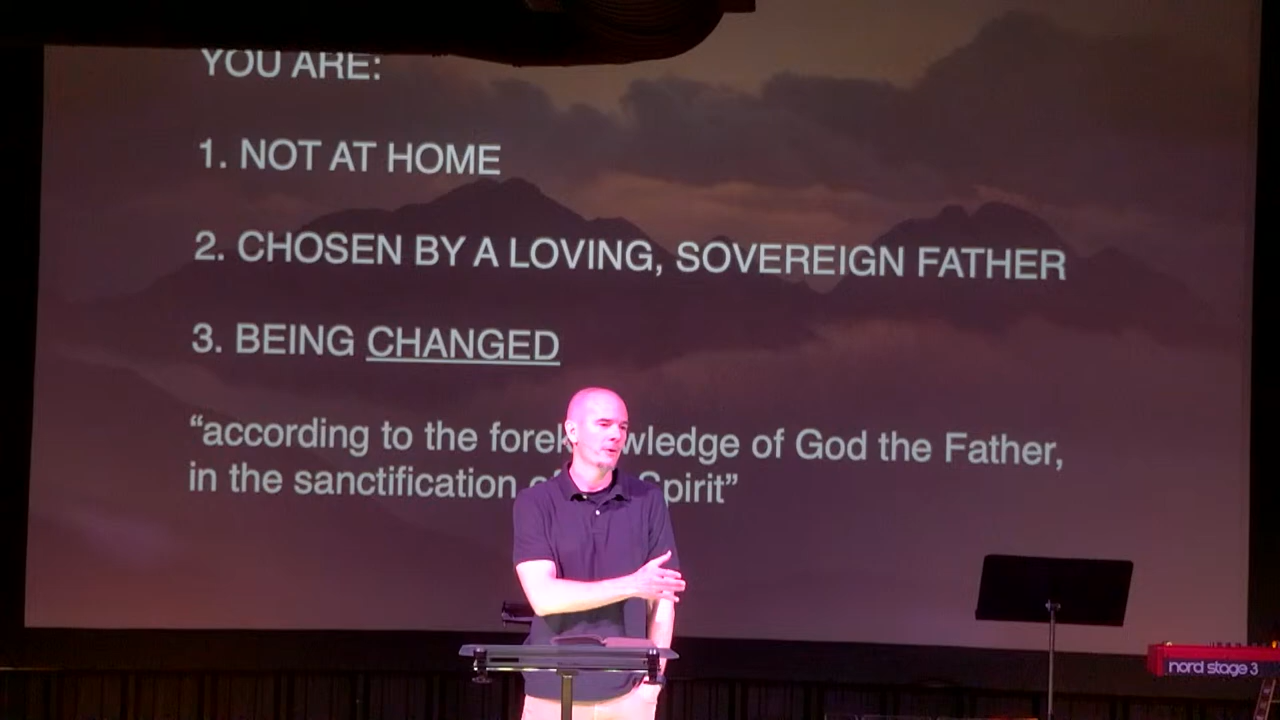 YOU ARE:
1. NOT AT HOME
2. CHOSEN BY A LOVING, SOVEREIGN FATHER
3. BEING CHANGED
“according to the foreknowledge of God the Father,
in the sanctification Spirit”
nord stage 3